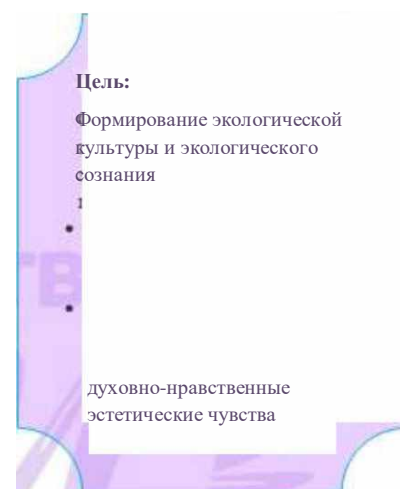 Цель:
Формирование экологической
культуры и экологического
сознания
духовно-нравственные
эстетические чувства